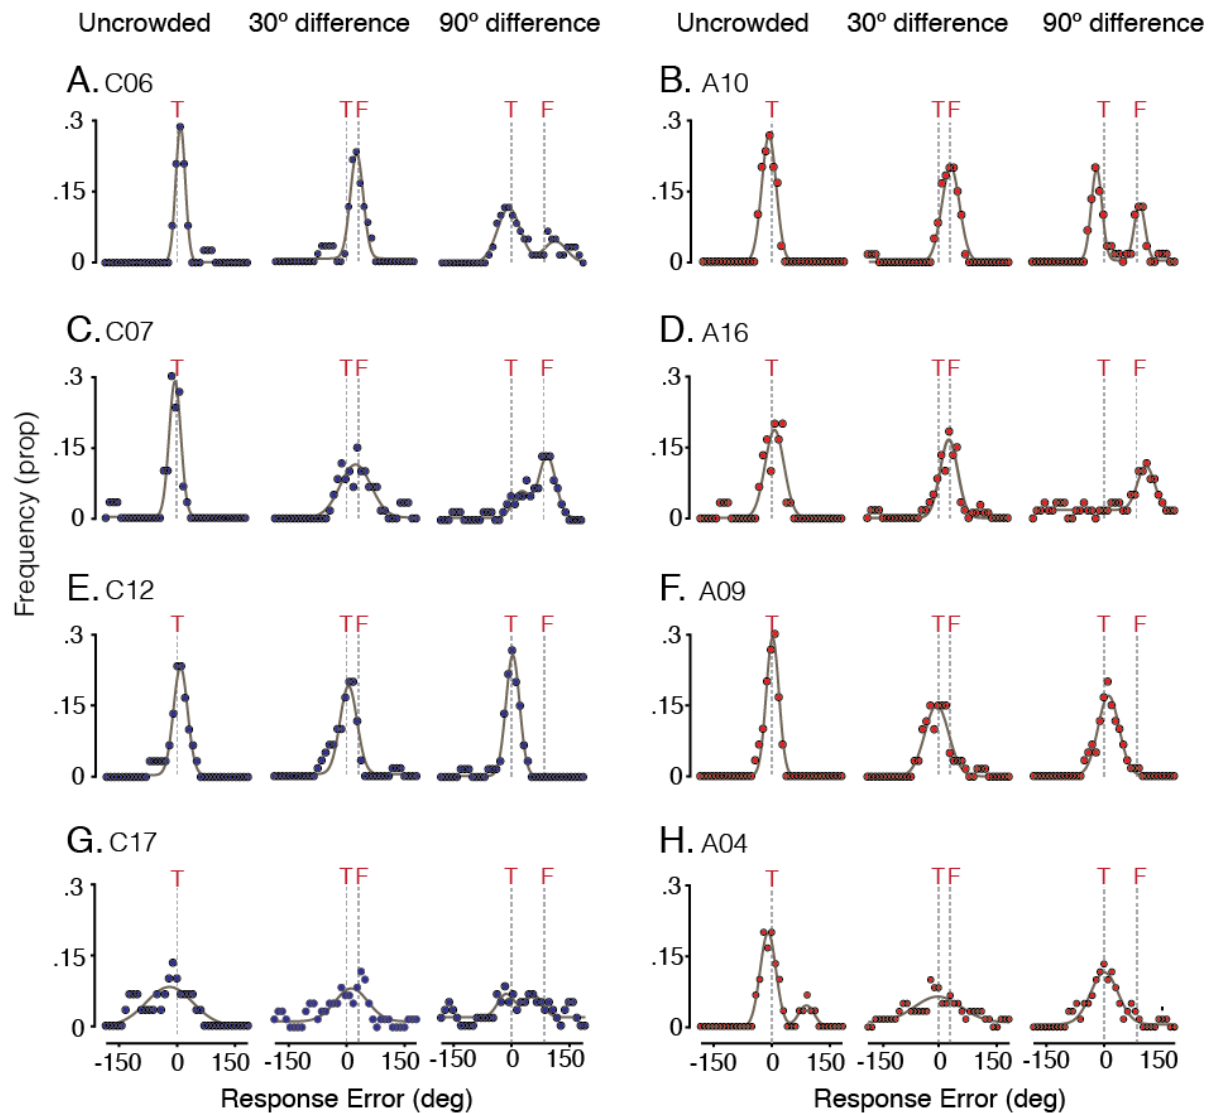 Uncrowded 30º difference 90º difference Uncrowded 30º difference 90º difference
A. C06 B. A10
T T F T F T T F T F
.3 .3
.15 .15
0 0
C. C07 D. A16
T T F T F T T F T F
.3 .3
.15 .15
0 0
Frequency (prop)
E. C12 F. A09
T T F T F T T F T F
.3 .3
.15 .15
0 0
G. C17 H. A04
T T F T F T T F T F
.3 .3
.15 .15
0 0
-150 0 150 -150 0 150 0 150 -150 0 -150 0 150 0 150
Response Error (deg) Response Error (deg)